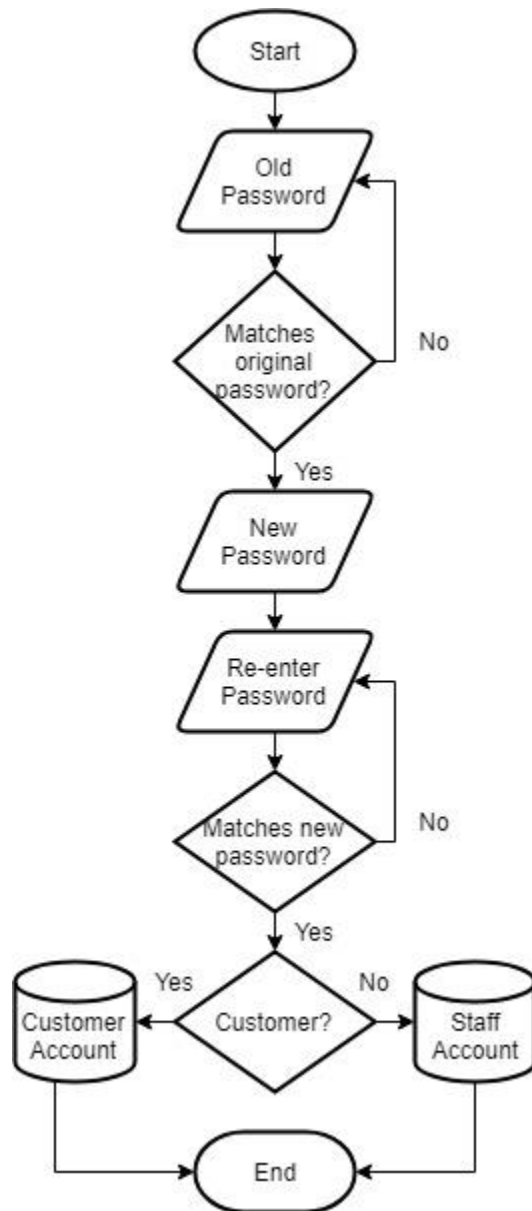 Start
Old
Password
Matches
original
password?
No
Yes
New
Password
Re-enter
Password
Matches new
password?
No
Yes
Yes
Customer?
No
Customer
Account
Staff
Account
End